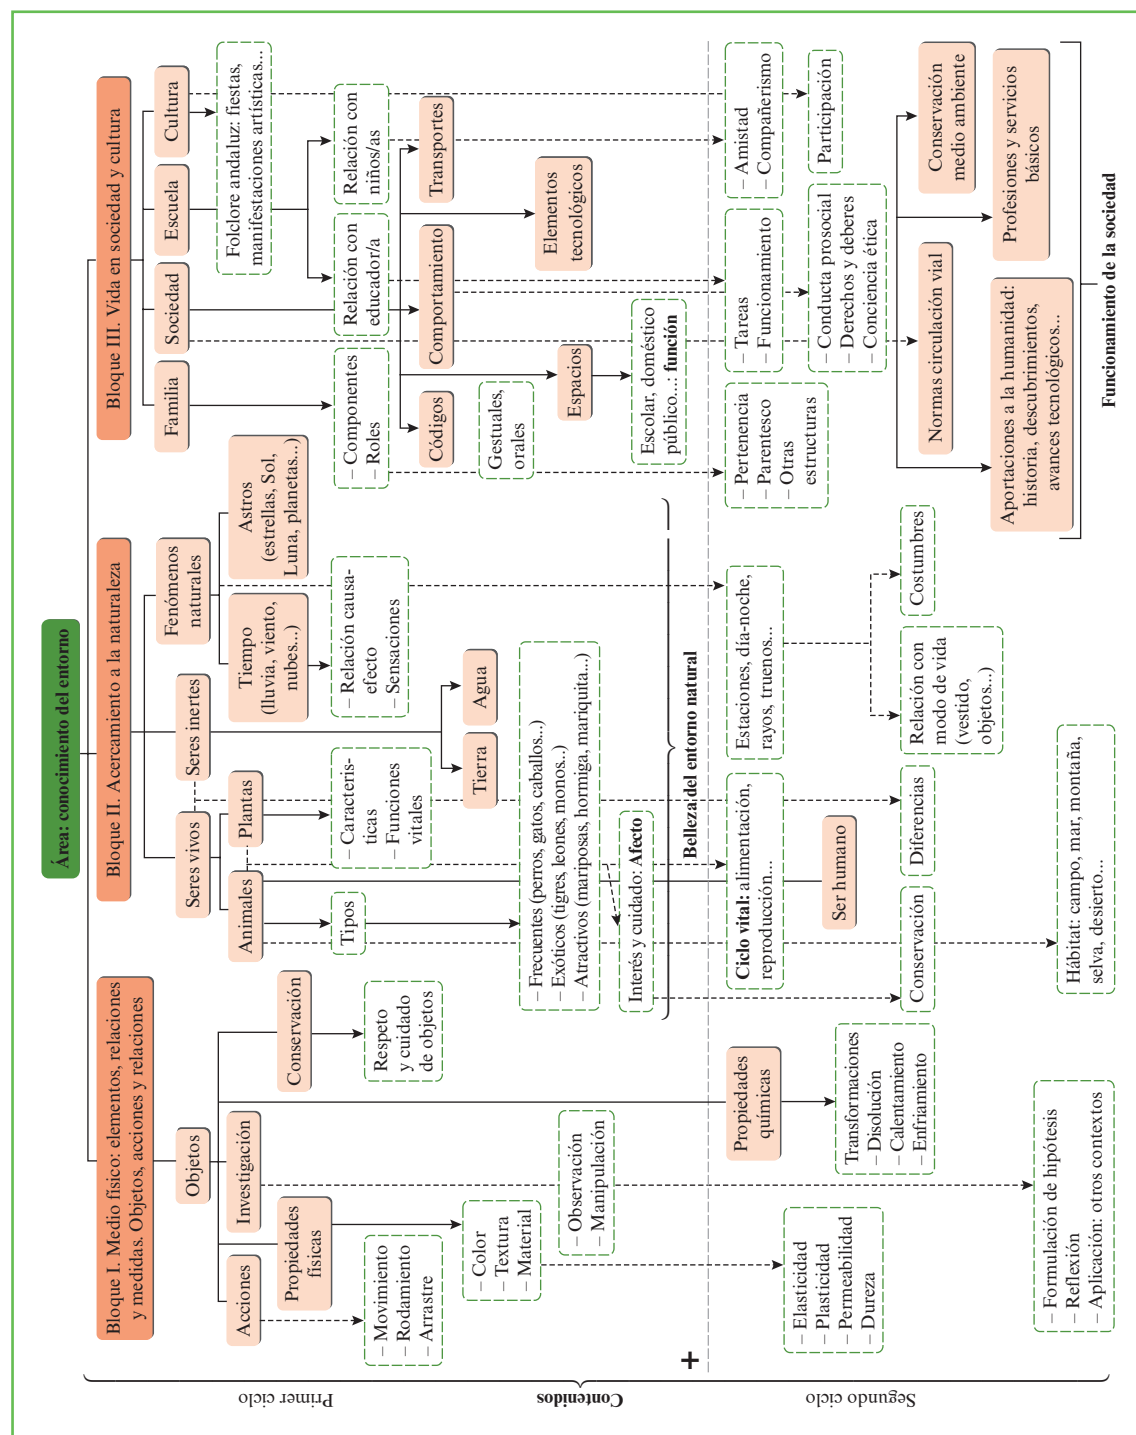 Área: conocimiento del entorno
Bloque I. Medio físico: elementos, relaciones
y medidas. Objetos, acciones y relaciones
Bloque II. Acercamiento a la naturaleza
Bloque III. Vida en sociedad y cultura
Contenidos
Primer ciclo
Objetos
Acciones
Investigación
Propiedades
físicas
Conservación
– Movimiento
– Rodamiento
– Arrastre
Respeto
y cuidado
de objetos
– Color
– Textura
– Material
– Observación
– Manipulación
Seres vivos
Seres inertes
Fenómenos
naturales
Animales
Plantas
Tiempo
(lluvia, viento,
nubes...)
Astros
(estrellas, Sol,
Luna, planetas...)
Tipos
– Caracterís-
ticas
– Funciones
vitales
– Relación causa-
efecto
– Sensaciones
Tierra
Agua
– Frecuentes (perros, gatos, caballos...)
– Exóticos (tigres, leones, monos...)
– Atractivos (mariposas, hormiga, mariquita...)
Interés y cuidado: Afecto
Belleza del entorno natural
Familia
Sociedad
Escuela
Cultura
Folclore andaluz: fiestas,
manifestaciones artísticas...
– Componentes
– Roles
Relación con
educador/a
Relación con
niños/as
Códigos
Comportamiento
Transportes
Gestuales,
orales
Espacios
Elementos
tecnológicos
Escolar, doméstico
público...: función
+
Segundo ciclo
Propiedades
químicas
– Elasticidad
– Plasticidad
– Permeabilidad
– Dureza
Transformaciones
– Disolución
– Calentamiento
– Enfriamiento
– Formulación de hipótesis
– Reflexión
– Aplicación: otros contextos
Ciclo vital: alimentación,
reproducción...
Estaciones, día-noche,
rayos, truenos...
Ser humano
Conservación
Diferencias
Relación con
modo de vida
(vestido,
objetos...)
Costumbres
Hábitat: campo, mar, montaña,
selva, desierto...
– Pertenencia
– Parentesco
– Otras
estructuras
– Tareas
– Funcionamiento
– Amistad
– Compañerismo
– Conducta prosocial
– Derechos y deberes
– Conciencia ética
Participación
Normas circulación vial
Conservación
medio ambiente
Aportaciones a la humanidad:
historia, descubrimientos,
avances tecnológicos...
Profesiones y servicios
básicos
Funcionamiento de la sociedad